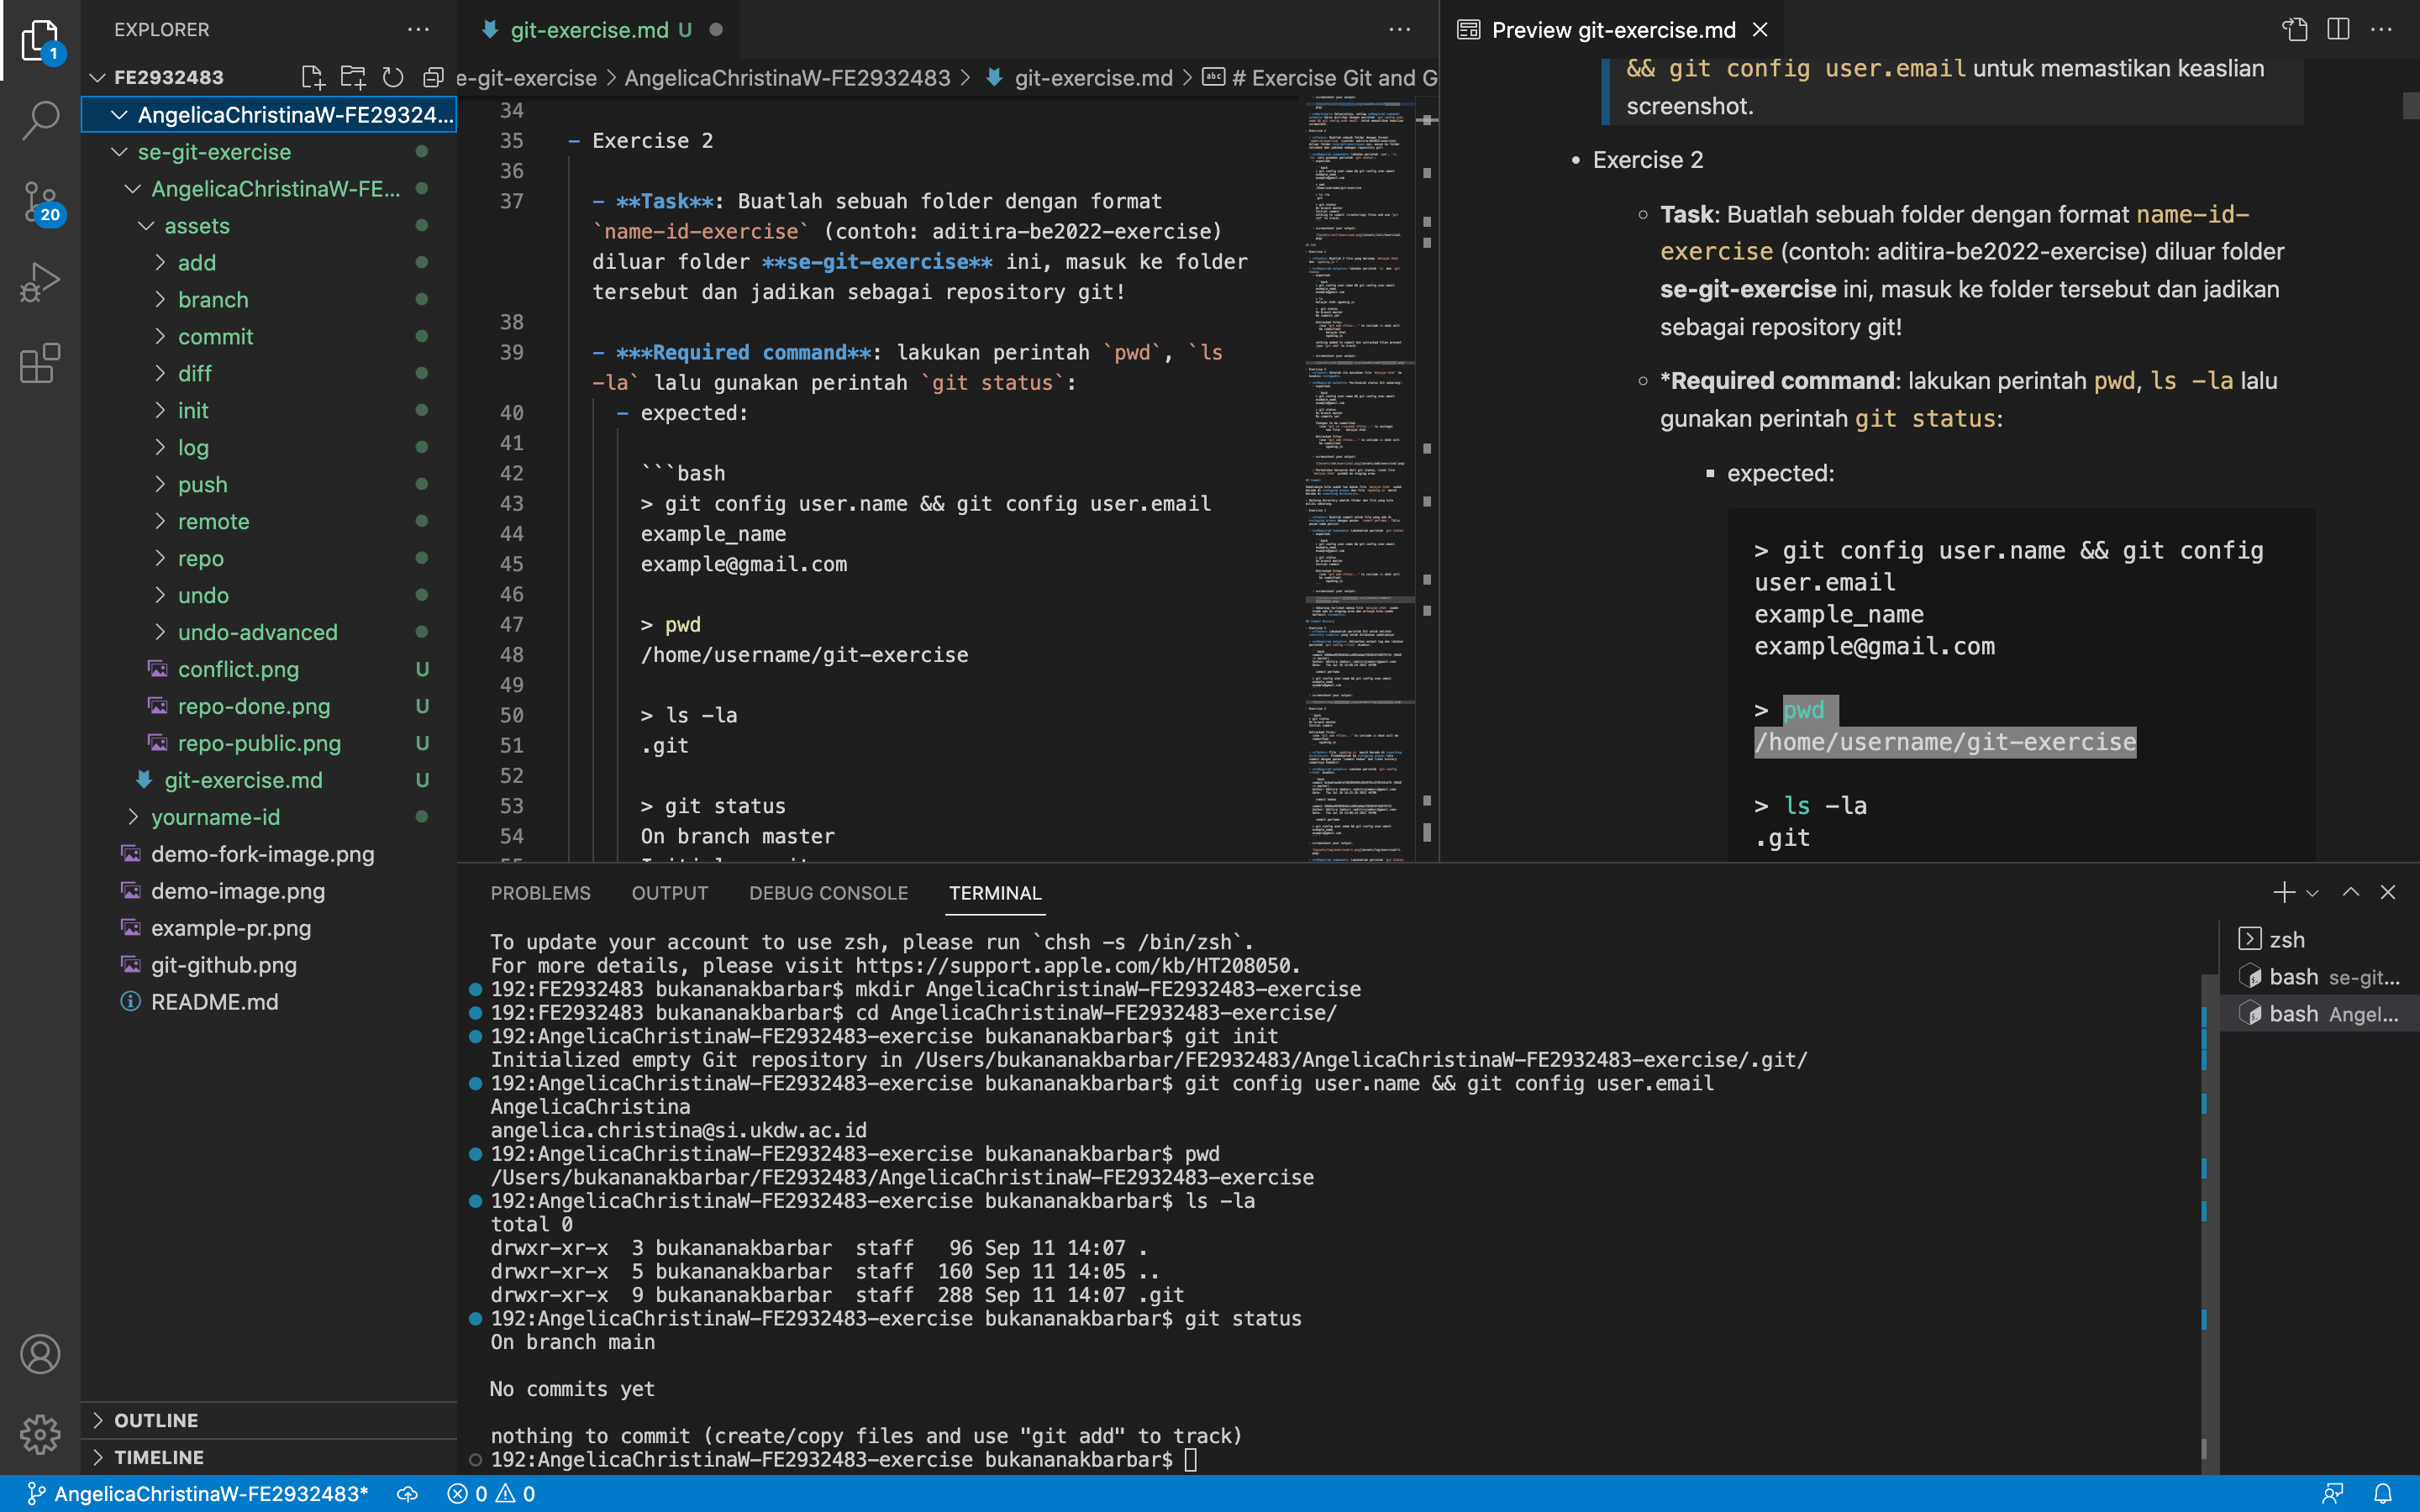 EXPLORER
FE2932483
AngelicaChristinaW-FE29324...
se-git-exercise
AngelicaChristinaW-FE...
assets
add
branch
commit
diff
init
log
push
remote
repo
undo
undo-advanced
conflict.png U
repo-done.png U
repo-public.png U
git-exercise.md U
yourname-id
demo-fork-image.png
demo-image.png
example-pr.png
git-github.png
README.md
OUTLINE
TIMELINE
1
20
git-exercise.md U
e-git-exercise > AngelicaChristinaW-FE2932483 > git-exercise.md > abc # Exercise Git and G
34
35 - Exercise 2
36
37 - **Task**: Buatlah sebuah folder dengan format
`name-id-exercise` (contoh: aditira-be2022-exercise)
diluar folder **se-git-exercise** ini, masuk ke folder
tersebut dan jadikan sebagai repository git!
38
39 - ***Required command**: lakukan perintah `pwd`, `ls
-la` lalu gunakan perintah `git status`:
40 - expected:
41
42 ```bash
43 > git config user.name && git config user.email
44 example_name
45 example@gmail.com
46
47 > pwd
48 /home/username/git-exercise
49
50 > ls -la
51 .git
52
53 > git status
54 On branch master
Preview git-exercise.md
&& git config user.email untuk memastikan keaslian
screenshot.
• Exercise 2
Task: Buatlah sebuah folder dengan format name-id-
exercise (contoh: aditira-be2022-exercise) diluar folder
se-git-exercise ini, masuk ke folder tersebut dan jadikan
sebagai repository git!
*Required command: lakukan perintah pwd, ls -la lalu
gunakan perintah git status:
expected:
> git config user.name && git config
user.email
example_name
example@gmail.com
> pwd
/home/username/git-exercise
> ls -la
.git
PROBLEMS OUTPUT DEBUG CONSOLE TERMINAL
To update your account to use zsh, please run `chsh -s /bin/zsh`.
For more details, please visit https://support.apple.com/kb/HT208050.
192:FE2932483 bukananakbarbar$ mkdir AngelicaChristinaW-FE2932483-exercise
192:FE2932483 bukananakbarbar$ cd AngelicaChristinaW-FE2932483-exercise/
192:AngelicaChristinaW-FE2932483-exercise bukananakbarbar$ git init
Initialized empty Git repository in /Users/bukananakbarbar/FE2932483/AngelicaChristinaW-FE2932483-exercise/.git/
192:AngelicaChristinaW-FE2932483-exercise bukananakbarbar$ git config user.name && git config user.email
AngelicaChristina
angelica.christina@si.ukdw.ac.id
192:AngelicaChristinaW-FE2932483-exercise bukananakbarbar$ pwd
/Users/bukananakbarbar/FE2932483/AngelicaChristinaW-FE2932483-exercise
192:AngelicaChristinaW-FE2932483-exercise bukananakbarbar$ ls -la
total 0
drwxr-xr-x 3 bukananakbarbar staff 96 Sep 11 14:07 .
drwxr-xr-x 5 bukananakbarbar staff 160 Sep 11 14:05 ..
drwxr-xr-x 9 bukananakbarbar staff 288 Sep 11 14:07 .git
192:AngelicaChristinaW-FE2932483-exercise bukananakbarbar$ git status
On branch main
No commits yet
nothing to commit (create/copy files and use "git add" to track)
192:AngelicaChristinaW-FE2932483-exercise bukananakbarbar$
zsh
bash se-git...
bash Angel...
AngelicaChristinaW-FE2932483* 0 0